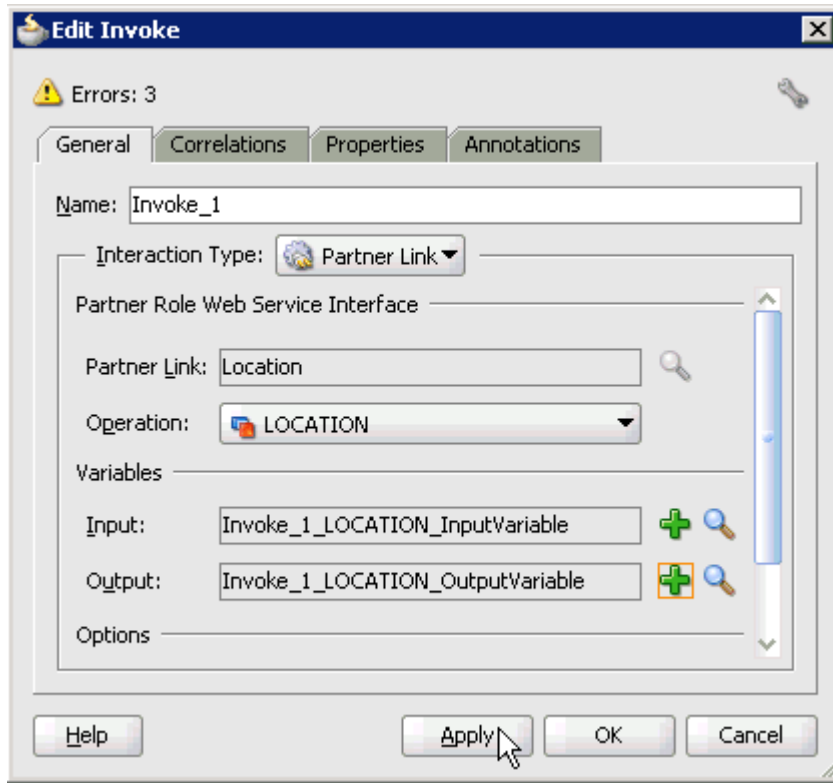 Edit Invoke
Errors: 3
General Correlations Properties Annotations
Name: Invoke_1
Interaction Type: Partner Link
Partner Role Web Service Interface
Partner Link: Location
Operation: LOCATION
Variables
Input: Invoke_1_LOCATION_InputVariable
Output: Invoke_1_LOCATION_OutputVariable
Options
Help Apply OK Cancel